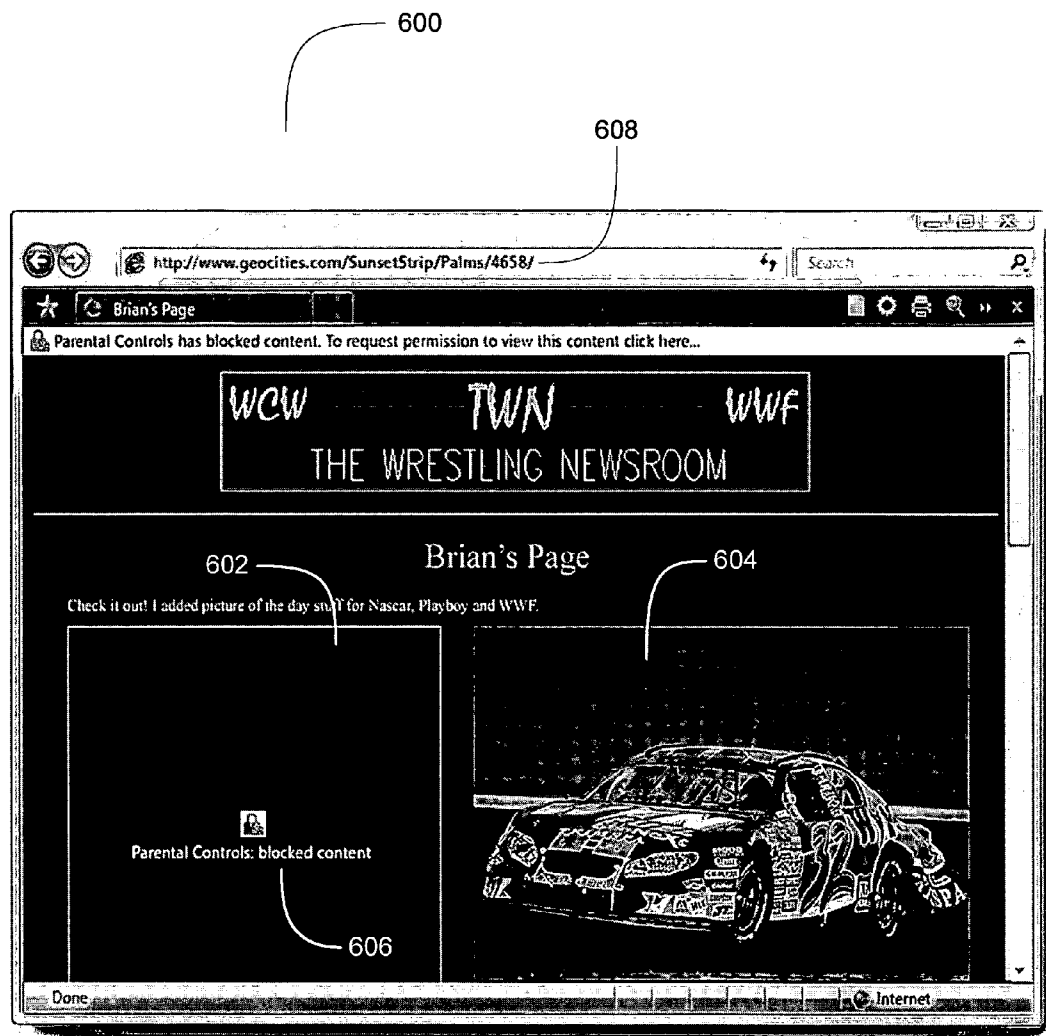 600
608
http://www.geocities.com/SunsetStrip/Palms/4658/
Search
Brian's Page
Parental Controls has blocked content. To request permission to view this content click here...
WCW TWN WWF
THE WRESTLING NEWSROOM
Brian's Page
602
604
Check it out! I added picture of the day stuff for Nascar, Playboy and WWF.
Parental Controls: blocked content
606
Done
Internet